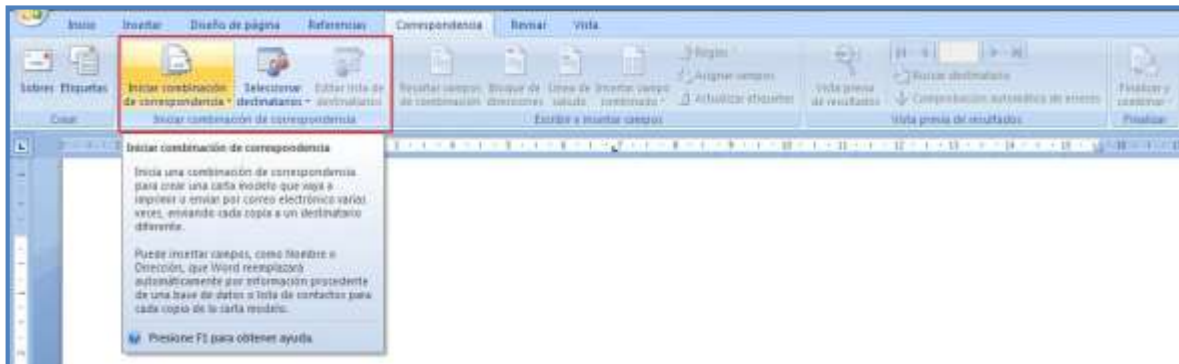 Inicio Insertar Diseño de página Referencias Correspondencia Revisar Vista
Sobres Etiquetas
Iniciar combinación de correspondencia
Seleccionar destinatarios
Editar lista de destinatarios
Resaltar campos de combinación
Bloque de direcciones
Línea de saludo
Insertar campo combinado
Reglas
Asignar campos
Actualizar etiquetas
Vista previa de resultados
Buscar destinatario
Comprobación automática de errores
Finalizar y combinar
Crear Iniciar combinación de correspondencia Escribir e insertar campos Vista previa de resultados Finalizar
Iniciar combinación de correspondencia
Inicia una combinación de correspondencia
para crear una carta modelo que vaya a
imprimir o enviar por correo electrónico varias
veces, enviando cada copia a un destinatario
diferente.
Puede insertar campos, como Nombre o
Dirección, que Word reemplazará
automáticamente por información procedente
de una base de datos o lista de contactos para
cada copia de la carta modelo.
Presione F1 para obtener ayuda.